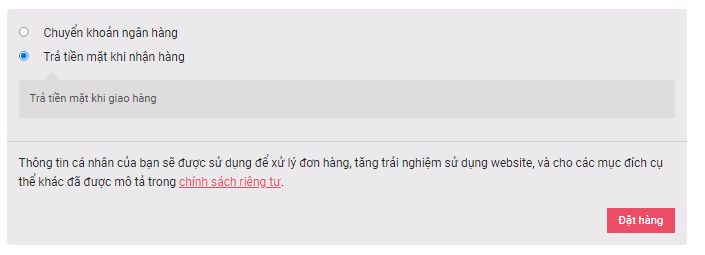 Chuyển khoản ngân hàng
Trả tiền mặt khi nhận hàng
Trả tiền mặt khi giao hàng
Thông tin cá nhân của bạn sẽ được sử dụng để xử lý đơn hàng, tăng trải nghiệm sử dụng website, và cho các mục đích cụ
thể khác đã được mô tả trong chính sách riêng tư.
Đặt hàng